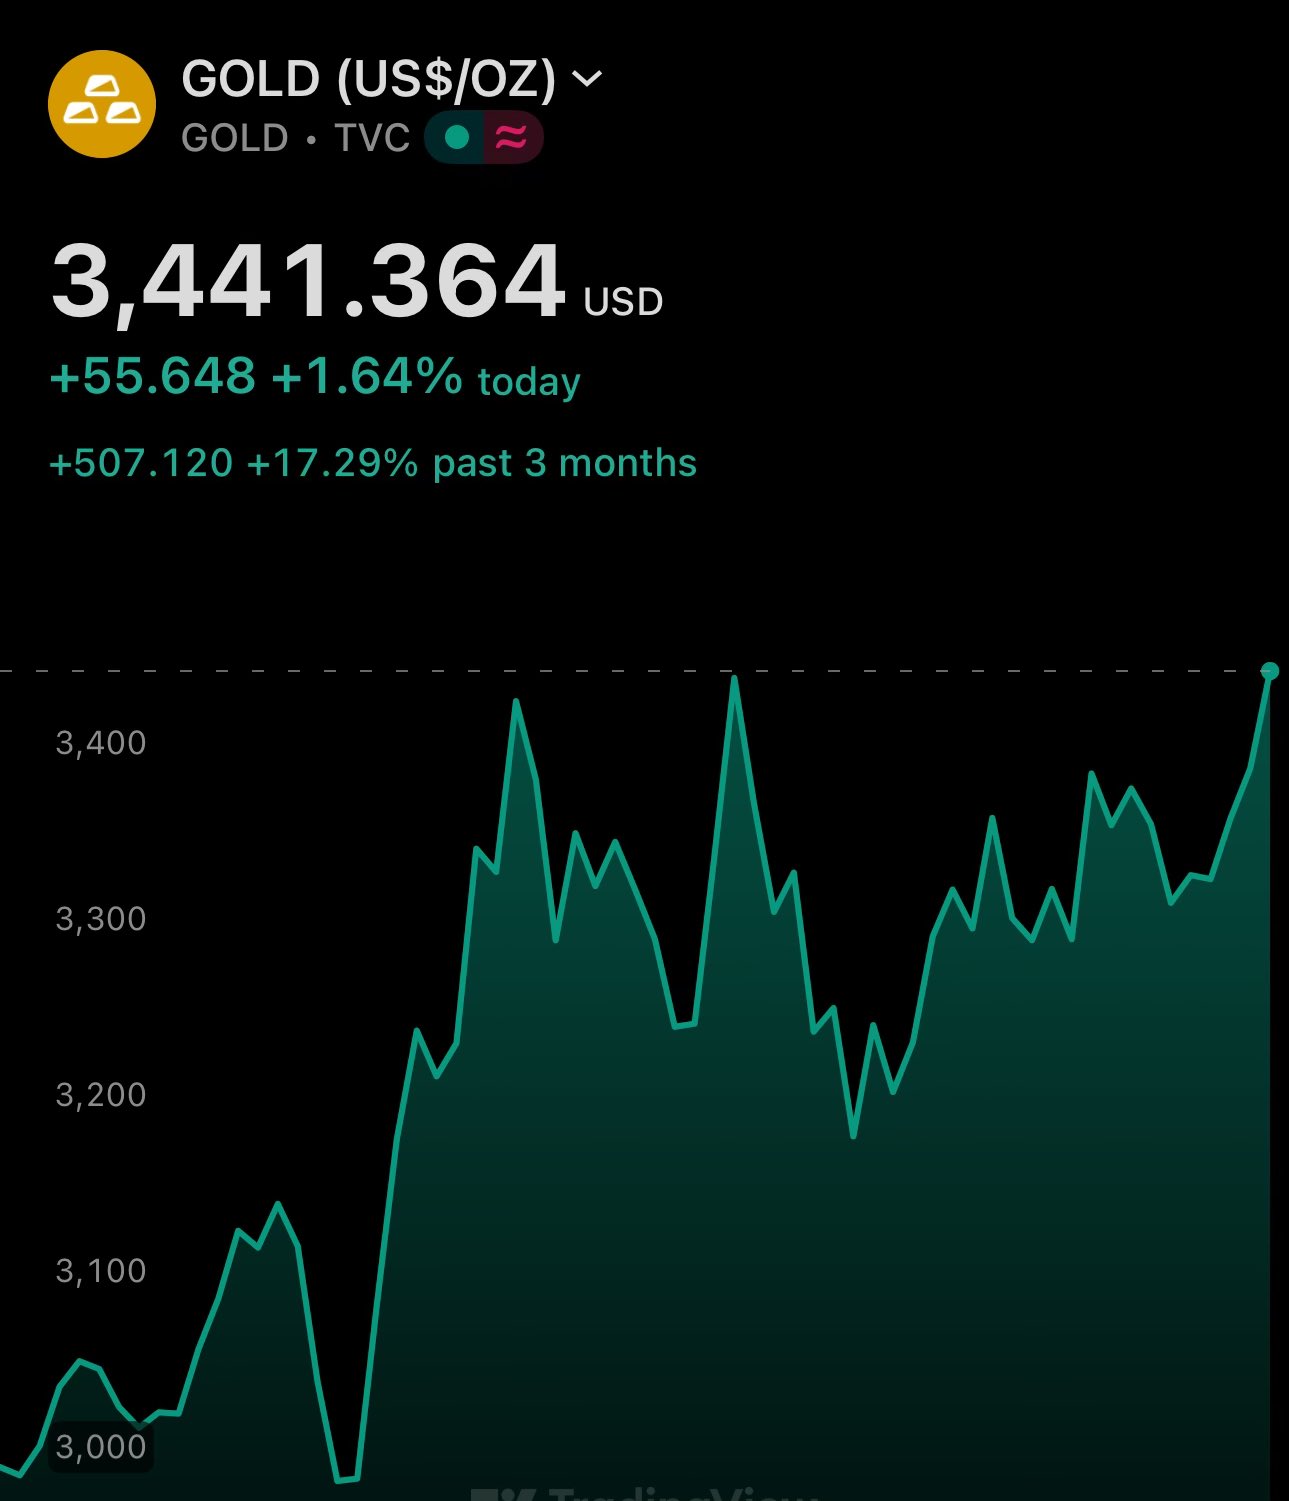 GOLD (US$/OZ)
GOLD • TVC
3,441.364 USD
+55.648 +1.64% today
+507.120 +17.29% past 3 months
3,400
3,300
3,200
3,100
3,000
TradingView